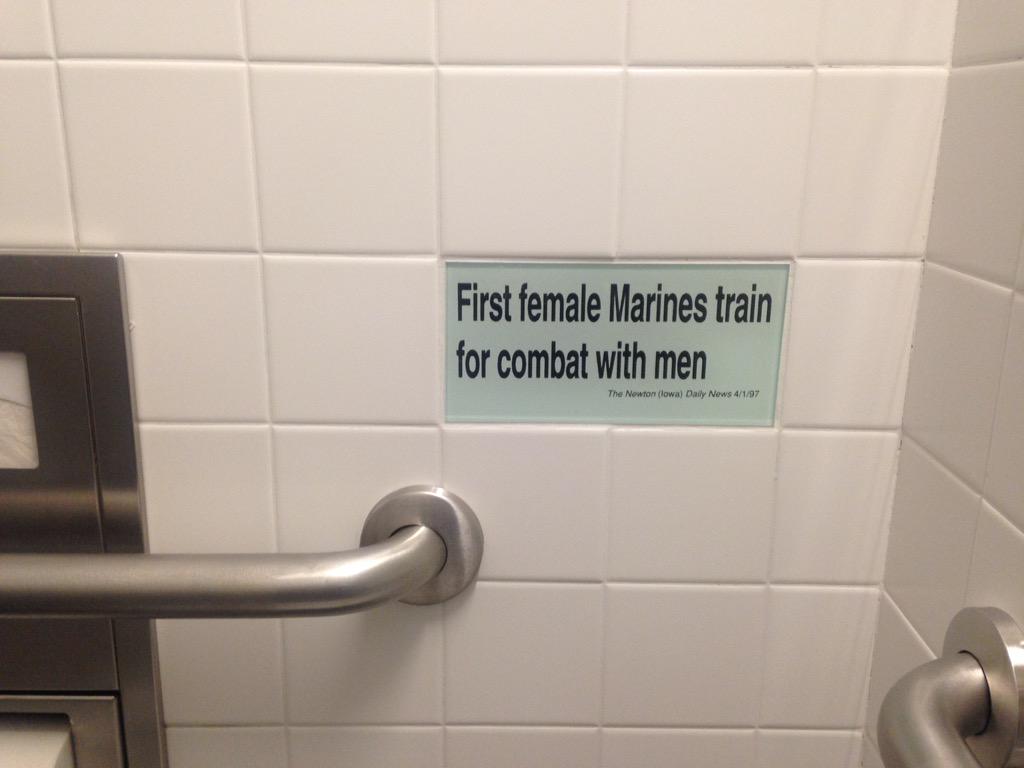 First female Marines train
for combat with men
The Newton (Iowa) Daily News 4/1/97